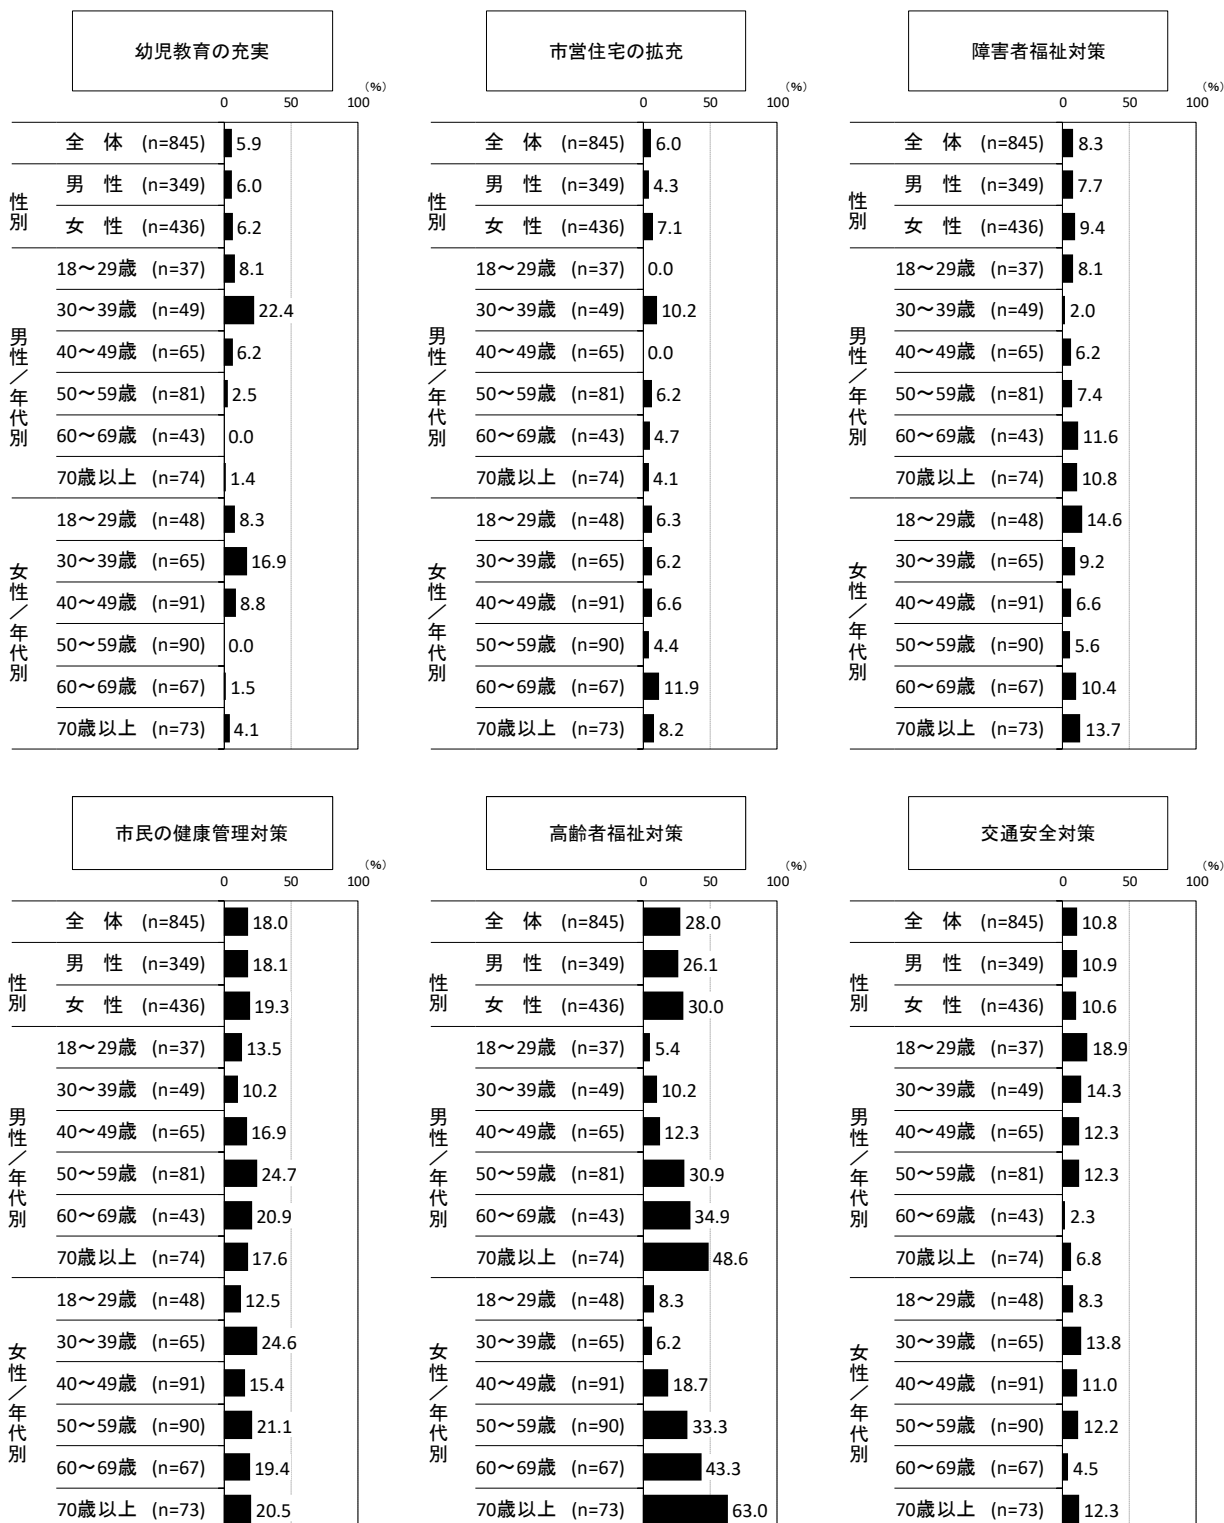 幼児教育の充実
(%)
0 50 100
全 体 (n=845) 5.9
性別
男 性 (n=349) 6.0
女 性 (n=436) 6.2
男性／年代別
18～29歳 (n=37) 8.1
30～39歳 (n=49) 22.4
40～49歳 (n=65) 6.2
50～59歳 (n=81) 2.5
60～69歳 (n=43) 0.0
70歳以上 (n=74) 1.4
女性／年代別
18～29歳 (n=48) 8.3
30～39歳 (n=65) 16.9
40～49歳 (n=91) 8.8
50～59歳 (n=90) 0.0
60～69歳 (n=67) 1.5
70歳以上 (n=73) 4.1
市営住宅の拡充
(%)
0 50 100
全 体 (n=845) 6.0
性別
男 性 (n=349) 4.3
女 性 (n=436) 7.1
男性／年代別
18～29歳 (n=37) 0.0
30～39歳 (n=49) 10.2
40～49歳 (n=65) 0.0
50～59歳 (n=81) 6.2
60～69歳 (n=43) 4.7
70歳以上 (n=74) 4.1
女性／年代別
18～29歳 (n=48) 6.3
30～39歳 (n=65) 6.2
40～49歳 (n=91) 6.6
50～59歳 (n=90) 4.4
60～69歳 (n=67) 11.9
70歳以上 (n=73) 8.2
障害者福祉対策
(%)
0 50 100
全 体 (n=845) 8.3
性別
男 性 (n=349) 7.7
女 性 (n=436) 9.4
男性／年代別
18～29歳 (n=37) 8.1
30～39歳 (n=49) 2.0
40～49歳 (n=65) 6.2
50～59歳 (n=81) 7.4
60～69歳 (n=43) 11.6
70歳以上 (n=74) 10.8
女性／年代別
18～29歳 (n=48) 14.6
30～39歳 (n=65) 9.2
40～49歳 (n=91) 6.6
50～59歳 (n=90) 5.6
60～69歳 (n=67) 10.4
70歳以上 (n=73) 13.7
市民の健康管理対策
(%)
0 50 100
全 体 (n=845) 18.0
性別
男 性 (n=349) 18.1
女 性 (n=436) 19.3
男性／年代別
18～29歳 (n=37) 13.5
30～39歳 (n=49) 10.2
40～49歳 (n=65) 16.9
50～59歳 (n=81) 24.7
60～69歳 (n=43) 20.9
70歳以上 (n=74) 17.6
女性／年代別
18～29歳 (n=48) 12.5
30～39歳 (n=65) 24.6
40～49歳 (n=91) 15.4
50～59歳 (n=90) 21.1
60～69歳 (n=67) 19.4
70歳以上 (n=73) 20.5
高齢者福祉対策
(%)
0 50 100
全 体 (n=845) 28.0
性別
男 性 (n=349) 26.1
女 性 (n=436) 30.0
男性／年代別
18～29歳 (n=37) 5.4
30～39歳 (n=49) 10.2
40～49歳 (n=65) 12.3
50～59歳 (n=81) 30.9
60～69歳 (n=43) 34.9
70歳以上 (n=74) 48.6
女性／年代別
18～29歳 (n=48) 8.3
30～39歳 (n=65) 6.2
40～49歳 (n=91) 18.7
50～59歳 (n=90) 33.3
60～69歳 (n=67) 43.3
70歳以上 (n=73) 63.0
交通安全対策
(%)
0 50 100
全 体 (n=845) 10.8
性別
男 性 (n=349) 10.9
女 性 (n=436) 10.6
男性／年代別
18～29歳 (n=37) 18.9
30～39歳 (n=49) 14.3
40～49歳 (n=65) 12.3
50～59歳 (n=81) 12.3
60～69歳 (n=43) 2.3
70歳以上 (n=74) 6.8
女性／年代別
18～29歳 (n=48) 8.3
30～39歳 (n=65) 13.8
40～49歳 (n=91) 11.0
50～59歳 (n=90) 12.2
60～69歳 (n=67) 4.5
70歳以上 (n=73) 12.3